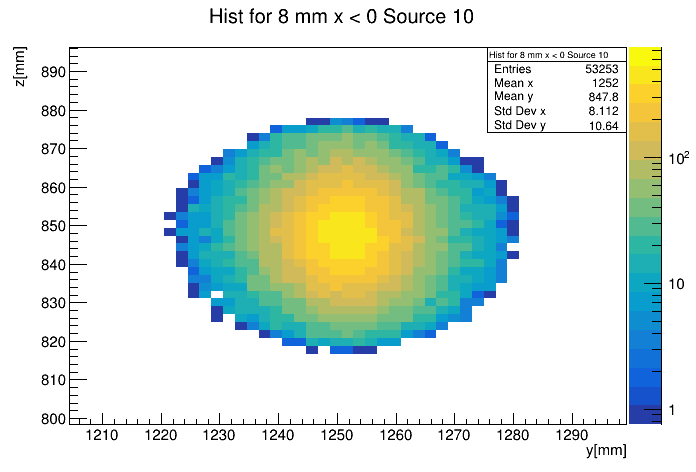 Hist for 8 mm x < 0 Source 10
z[mm]
Hist for 8 mm x < 0 Source 10
Entries 53253
Mean x 1252
Mean y 847.8
Std Dev x 8.112
Std Dev y 10.64
890
880
870
860
850
840
830
820
810
800
10²
10
1
1210 1220 1230 1240 1250 1260 1270 1280 1290
y[mm]